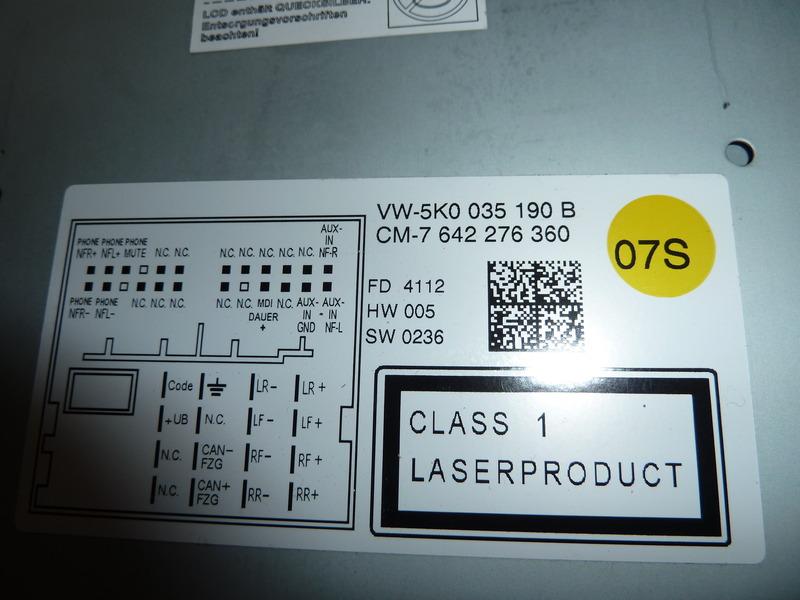 LCD enthält QUECKSILBER.
Entsorgungsvorschriften
beachten!
VW-5K0 035 190 B
CM-7 642 276 360
07S
FD 4112
HW 005
SW 0236
CLASS 1
LASERPRODUCT
AUX-
IN
PHONE PHONE PHONE
NFR+ NFL+ MUTE N.C. N.C. N.C. N.C. N.C. N.C. N.C. NF-R
PHONE PHONE N.C. N.C. N.C. N.C. N.C. MDI N.C. AUX- AUX-
NFR- NFL- DAUER IN - IN
+ GND NF-L
Code LR- LR+
+UB N.C. LF- LF+
N.C. CAN- FZG RF- RF+
N.C. CAN+ FZG RR- RR+